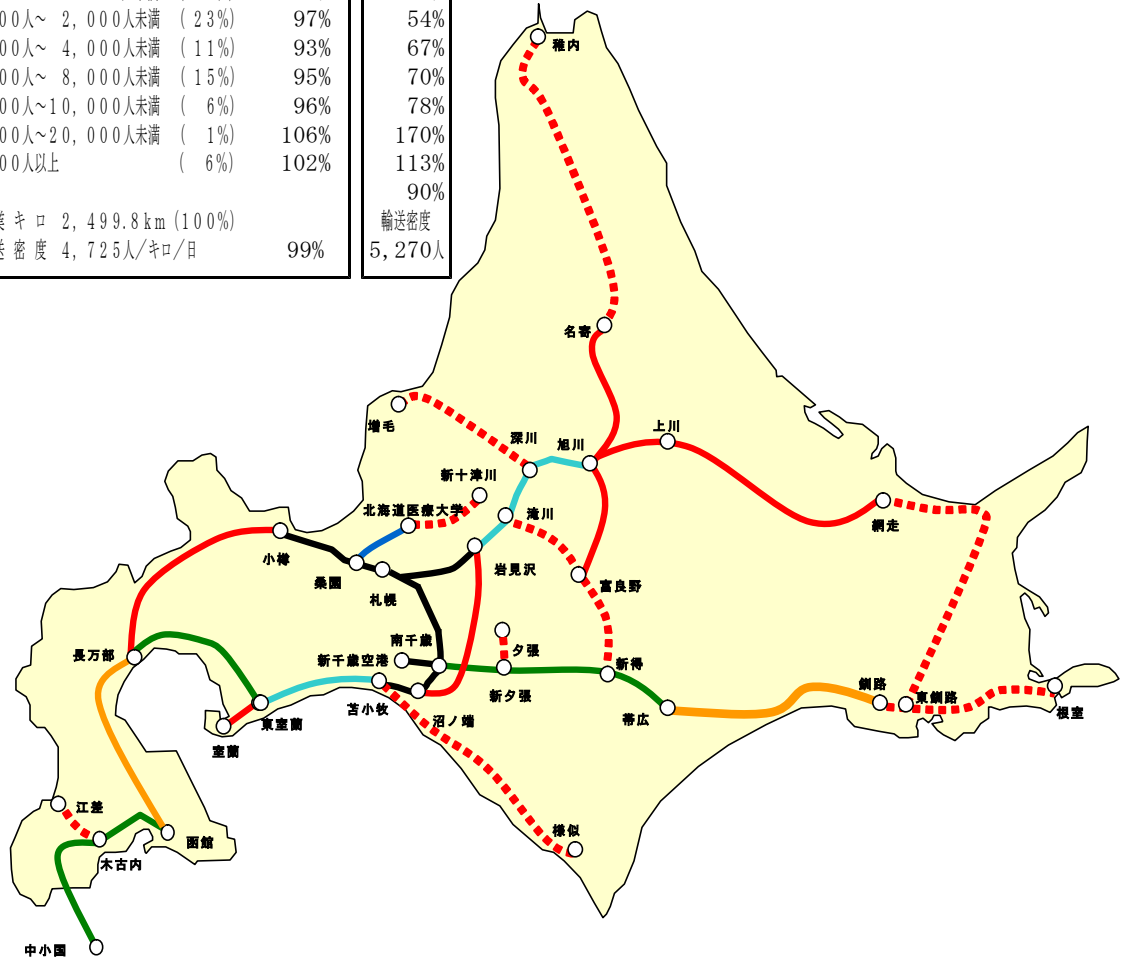 00人～ 2,000人未満 ( 23%) 97% 54%
00人～ 4,000人未満 ( 11%) 93% 67%
00人～ 8,000人未満 ( 15%) 95% 70%
00人～10,000人未満 ( 6%) 96% 78%
00人～20,000人未満 ( 1%) 106% 170%
00人以上 ( 6%) 102% 113%
90%
業 キ ロ 2,499.8km (100%) 輸送密度
送 密 度 4,725人/キロ/日 99% 5,270人
稚内
名寄
増毛
深川
旭川
上川
新十津川
北海道医療大学
滝川
網走
小樽
桑園
札幌
岩見沢
富良野
南千歳
新千歳空港
夕張
新得
長万部
新夕張
釧路
東釧路
根室
苫小牧
沼ノ端
帯広
東室蘭
室蘭
江差
函館
様似
木古内
中小国